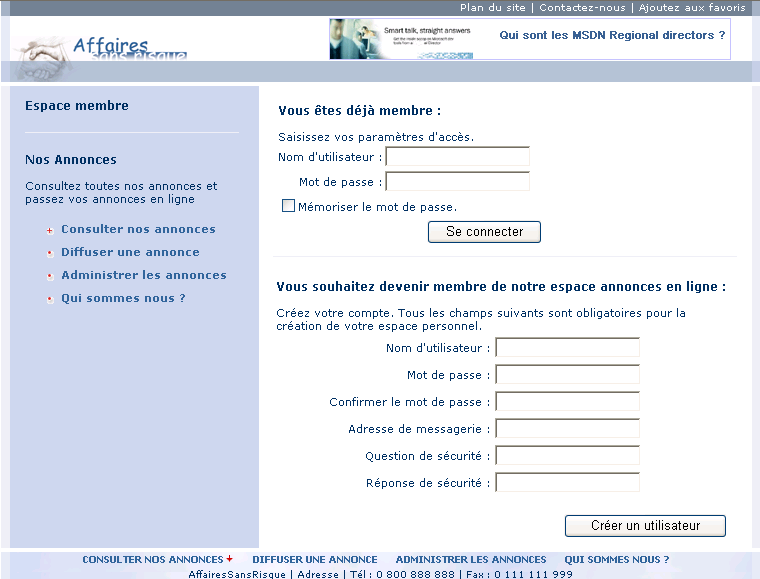 Plan du site | Contactez-nous | Ajoutez aux favoris
Affaires
sans risque
Smart talk, straight answers
Qui sont les MSDN Regional directors ?
Espace membre
Nos Annonces
Consultez toutes nos annonces et
passez vos annonces en ligne
Consulter nos annonces
Diffuser une annonce
Administrer les annonces
Qui sommes nous ?
Vous êtes déjà membre :
Saisissez vos paramètres d'accès.
Nom d'utilisateur :
Mot de passe :
Mémoriser le mot de passe.
Se connecter
Vous souhaitez devenir membre de notre espace annonces en ligne :
Créez votre compte. Tous les champs suivants sont obligatoires pour la
création de votre espace personnel.
Nom d'utilisateur :
Mot de passe :
Confirmer le mot de passe :
Adresse de messagerie :
Question de sécurité :
Réponse de sécurité :
Créer un utilisateur
CONSULTER NOS ANNONCES DIFFUSER UNE ANNONCE ADMINISTRER LES ANNONCES QUI SOMMES NOUS ?
AffairesSansRisque | Adresse | Tél : 0 800 888 888 | Fax : 0 111 111 999